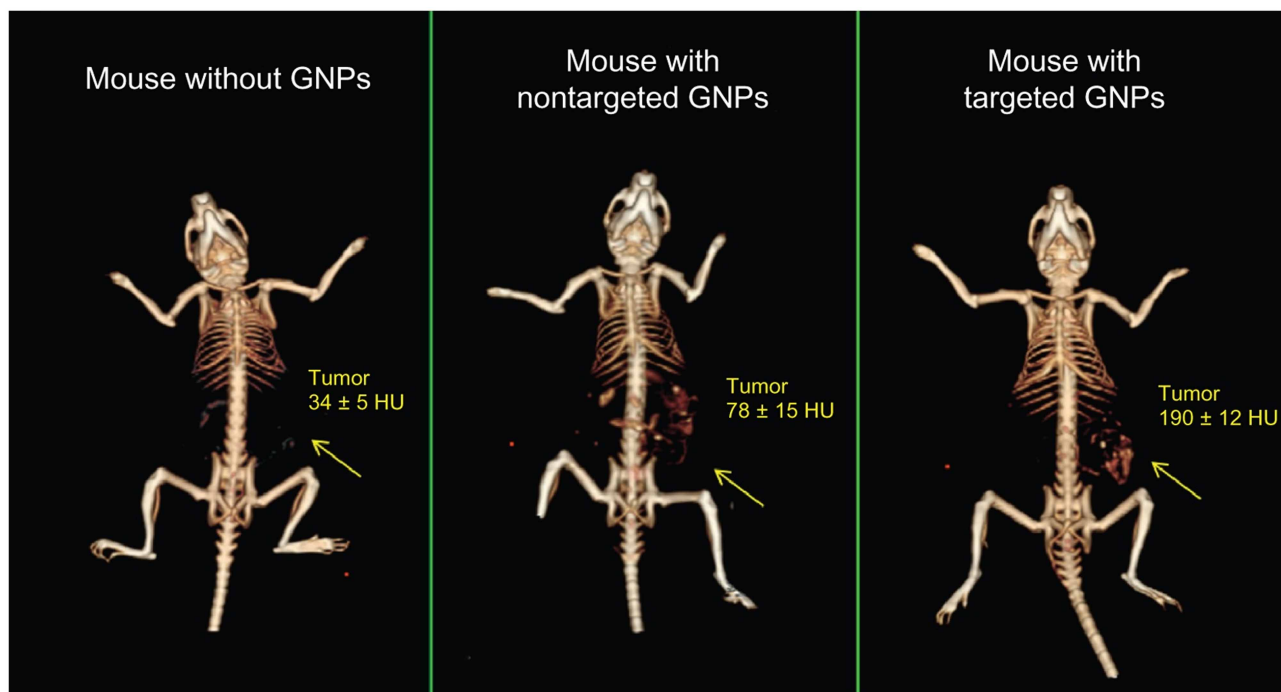 Mouse without GNPs
Tumor
34 ± 5 HU
Mouse with
nontargeted GNPs
Tumor
78 ± 15 HU
Mouse with
targeted GNPs
Tumor
190 ± 12 HU